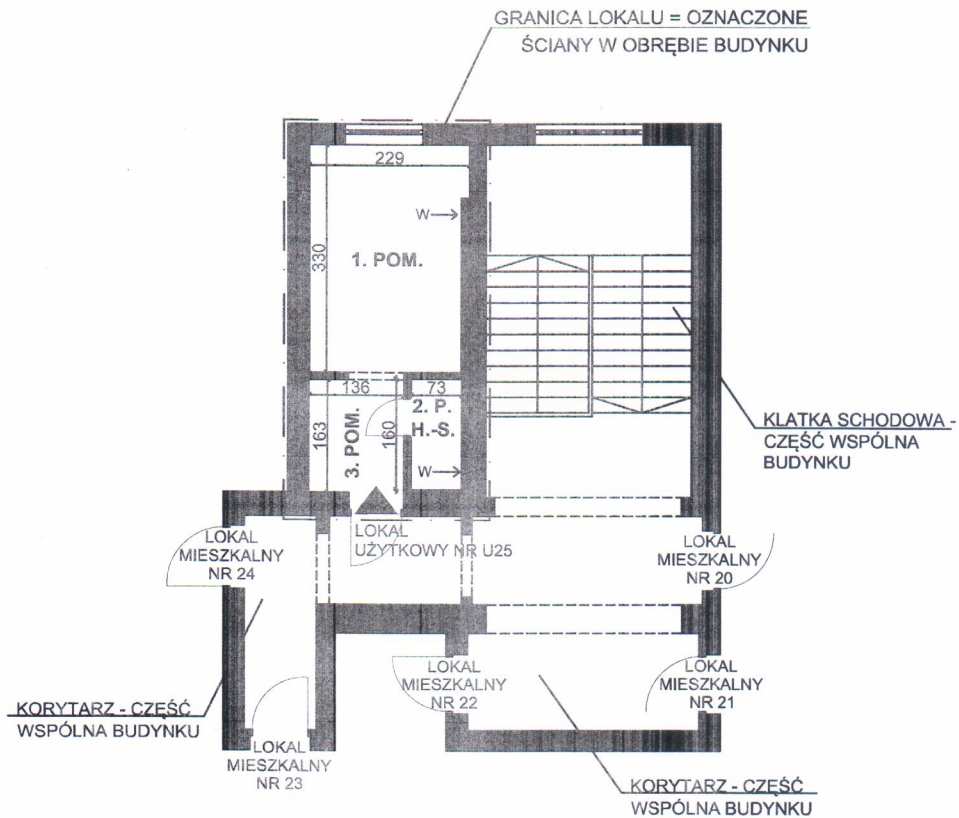 GRANICA LOKALU = OZNACZONE
ŚCIANY W OBRĘBIE BUDYNKU
229
W
330
1. POM.
136
73
2. P.
H.-S.
163
3. POM.
160
W
KLATKA SCHODOWA -
CZĘŚĆ WSPÓLNA
BUDYNKU
LOKAL
UŻYTKOWY NR U25
LOKAL
MIESZKALNY
NR 24
LOKAL
MIESZKALNY
NR 20
LOKAL
MIESZKALNY
NR 22
LOKAL
MIESZKALNY
NR 21
KORYTARZ - CZĘŚĆ
WSPÓLNA BUDYNKU
LOKAL
MIESZKALNY
NR 23
KORYTARZ - CZĘŚĆ
WSPÓLNA BUDYNKU